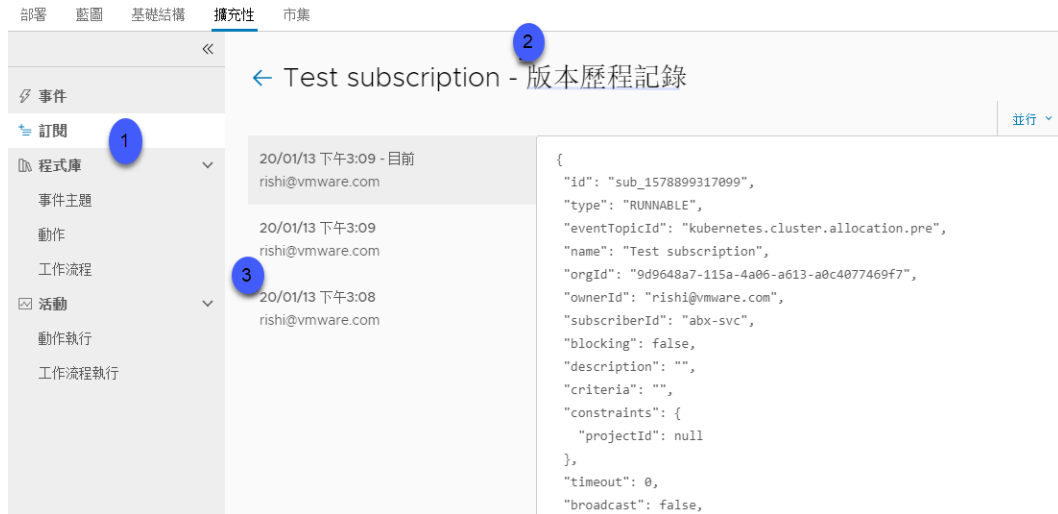 部署 藍圖 基礎結構 擴充性 市集
事件
訂閱
1
程式庫
事件主題
動作
工作流程
活動
動作執行
工作流程執行
2
Test subscription - 版本歷程記錄
並行
20/01/13 下午3:09 - 目前
rishi@vmware.com
20/01/13 下午3:09
rishi@vmware.com
3
20/01/13 下午3:08
rishi@vmware.com
{
"id": "sub_1578899317099",
"type": "RUNNABLE",
"eventTopicId": "kubernetes.cluster.allocation.pre",
"name": "Test subscription",
"orgId": "9d9648a7-115a-4a06-a613-a0c4077469f7",
"ownerId": "rishi@vmware.com",
"subscriberId": "abx-svc",
"blocking": false,
"description": "",
"criteria": "",
"constraints": {
"projectId": null
},
"timeout": 0,
"broadcast": false,